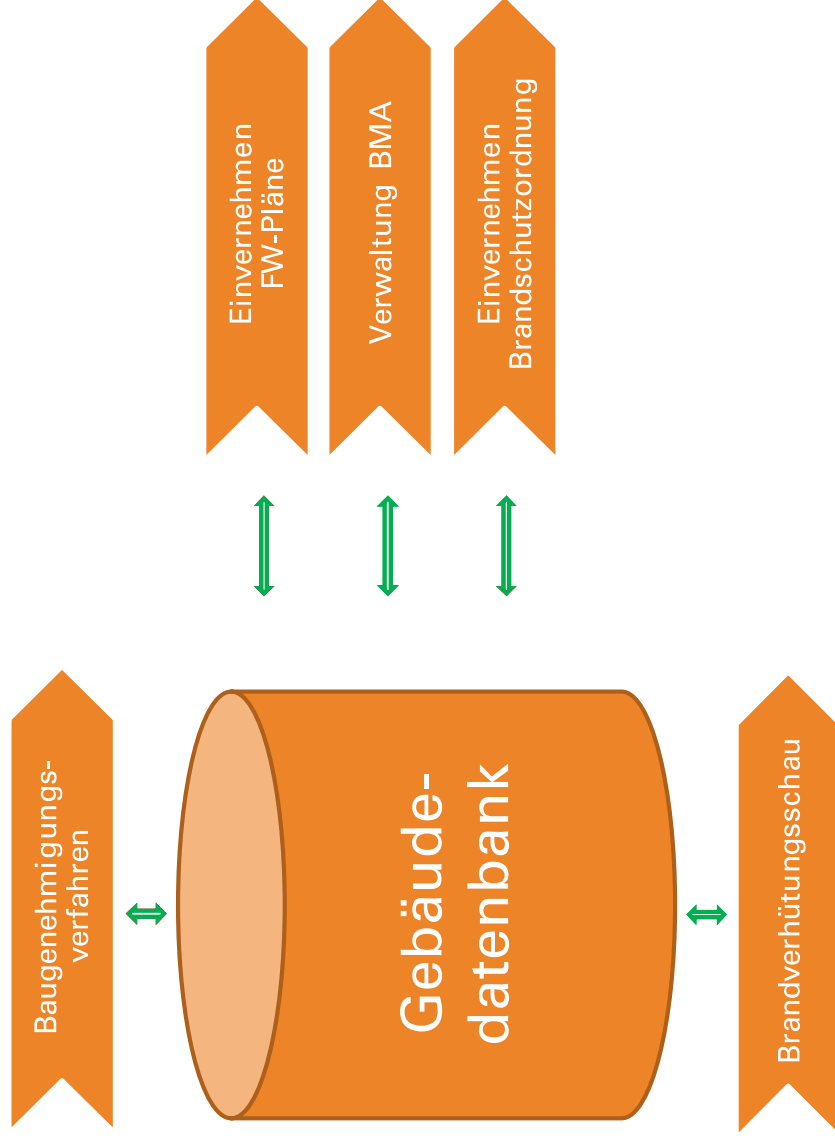 Baugenehmigungs-
verfahren
Gebäude-
datenbank
Einvernehmen
FW-Pläne
Verwaltung BMA
Einvernehmen
Brandschutzordnung
Brandverhütungsschau